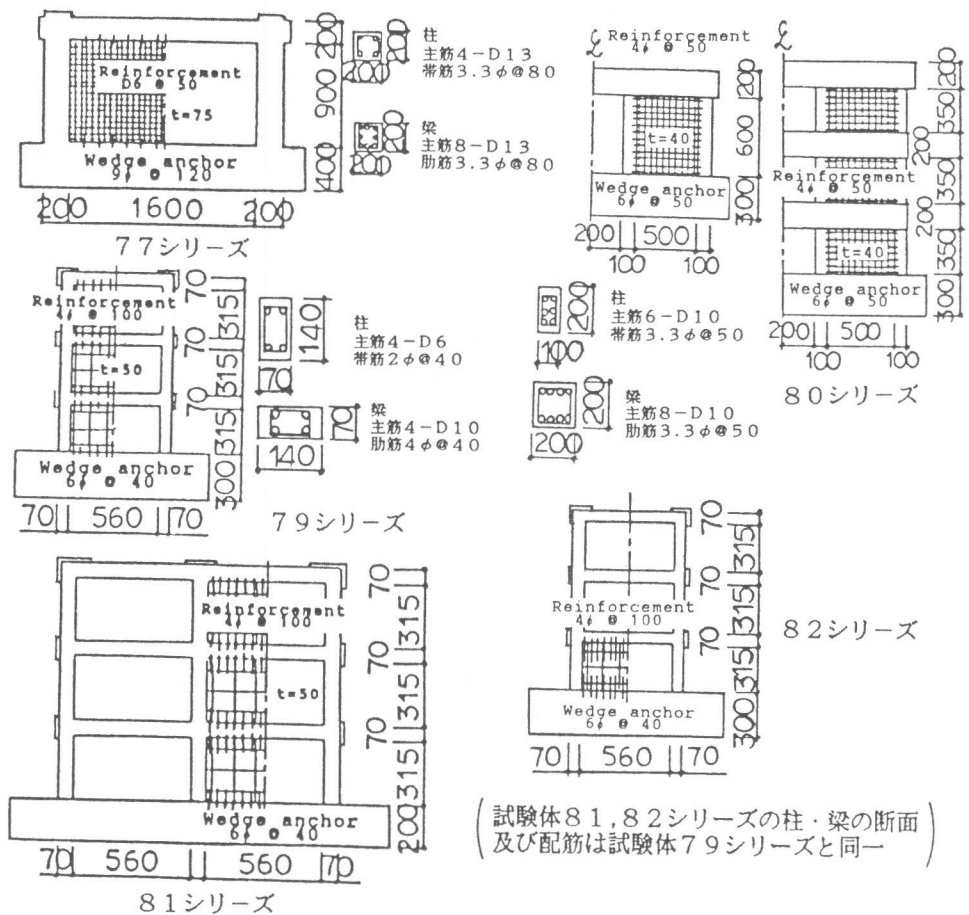 Reinforcement
D6 @ 50
t=75
Wedge anchor
9φ @ 120
200
900
400
200 1600 200
77シリーズ
200
200
柱
主筋4-D13
帯筋3.3φ@80
200
200
梁
主筋8-D13
肋筋3.3φ@80
Reinforcement
4φ @ 50
t=40
Wedge anchor
6φ @ 50
200
600
300
200 500
100 100
Reinforcement
4φ @ 50
t=40
Wedge anchor
6φ @ 50
200
350
200
350
200
350
300
200 500
100 100
80シリーズ
柱
主筋6-D10
帯筋3.3φ@50
200
100
梁
主筋8-D10
肋筋3.3φ@50
200
200
Reinforcement
4φ @ 100
t=50
Wedge anchor
6φ @ 40
70
315
70
315
70
315
300
70 560 70
79シリーズ
柱
主筋4-D6
帯筋2φ@40
140
70
梁
主筋4-D10
肋筋4φ@40
70
140
Reinforcement
4φ @ 100
t=50
Wedge anchor
6φ @ 40
70
315
70
315
70
315
200
70 560 560 70
81シリーズ
Reinforcement
4φ @ 100
Wedge anchor
6φ @ 40
70
315
70
315
70
315
300
70 560 70
82シリーズ
(試験体81,82シリーズの柱・梁の断面
及び配筋は試験体79シリーズと同一)